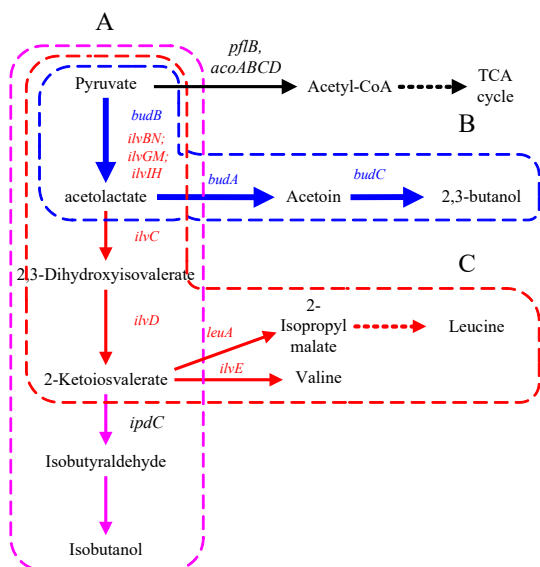 A
pflB,
acoABCD
Pyruvate
Acetyl-CoA
TCA
cycle
B
budB
ilvBN;
ilvGM;
ilvIH
budA
budC
acetolactate
Acetoin
2,3-butanol
ilvC
C
2,3-Dihydroxyisovalerate
2-
Isopropyl
malate
Leucine
ilvD
leuA
ilvE
2-Ketoiosvalerate
Valine
ipdC
Isobutyraldehyde
Isobutanol